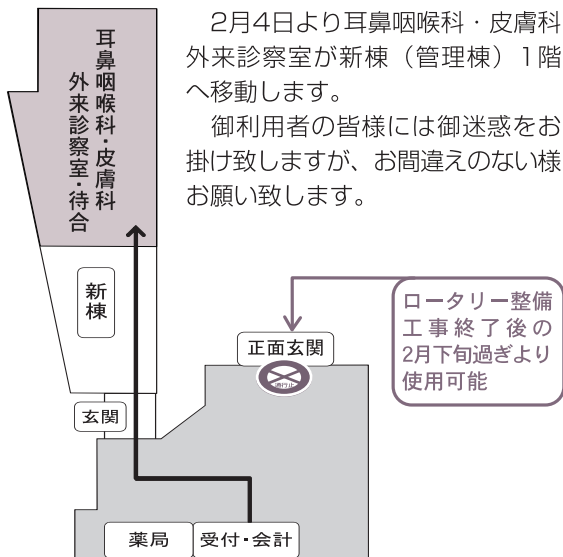 2月4日より耳鼻咽喉科・皮膚科
外来診察室が新棟（管理棟）1階
へ移動します。
御利用者の皆様には御迷惑をお
掛け致しますが、お間違えのない様
お願い致します。
耳鼻咽喉科・皮膚科
外来診察室・待合
新棟
ロータリー整備
工事終了後の
2月下旬過ぎより
使用可能
正面玄関
通行止
玄関
薬局
受付・会計